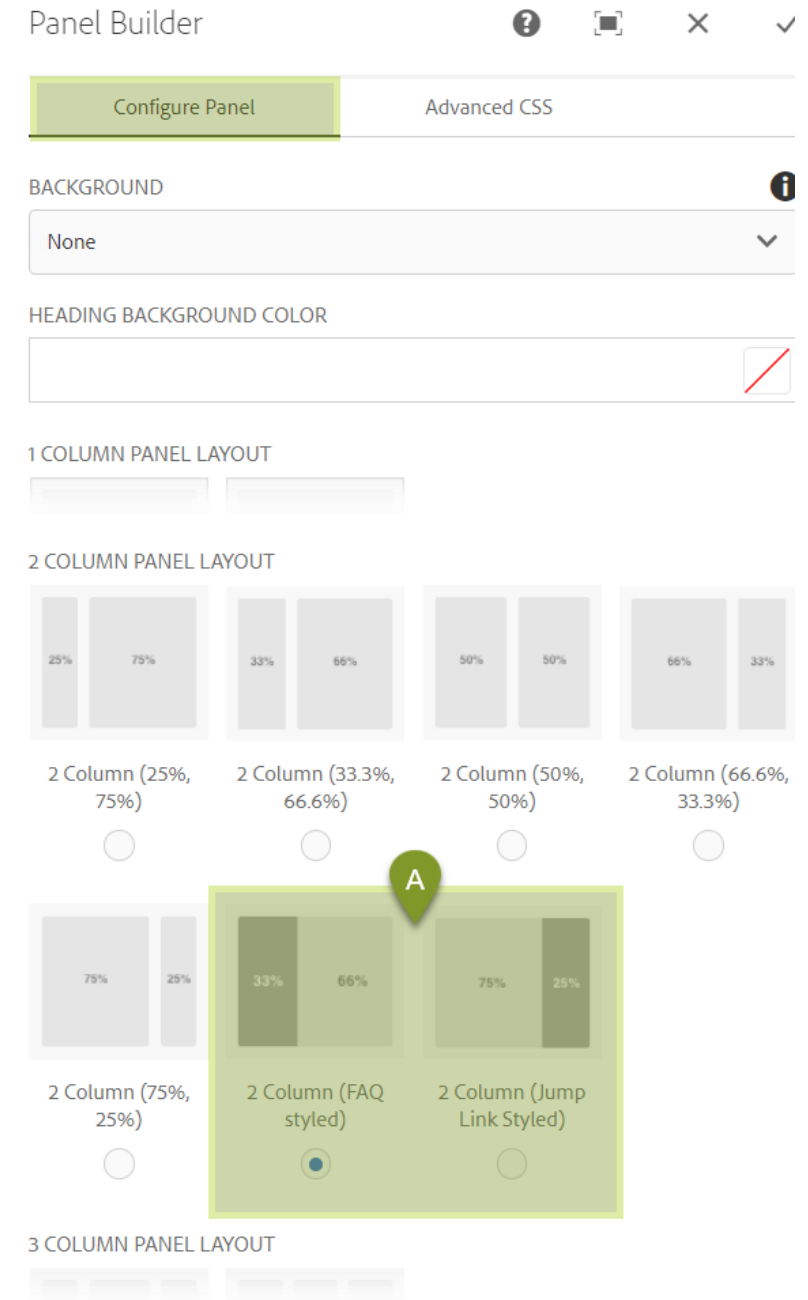 Panel Builder
Configure Panel
Advanced CSS
BACKGROUND
None
HEADING BACKGROUND COLOR
1 COLUMN PANEL LAYOUT
2 COLUMN PANEL LAYOUT
25% 75% 33% 66% 50% 50% 66% 33%
2 Column (25%, 2 Column (33.3%, 2 Column (50%, 2 Column (66.6%,
75%) 66.6%) 50%) 33.3%)
A
75% 25% 33% 66% 75% 25%
2 Column (75%, 2 Column (FAQ 2 Column (Jump
25%) styled) Link Styled)
3 COLUMN PANEL LAYOUT